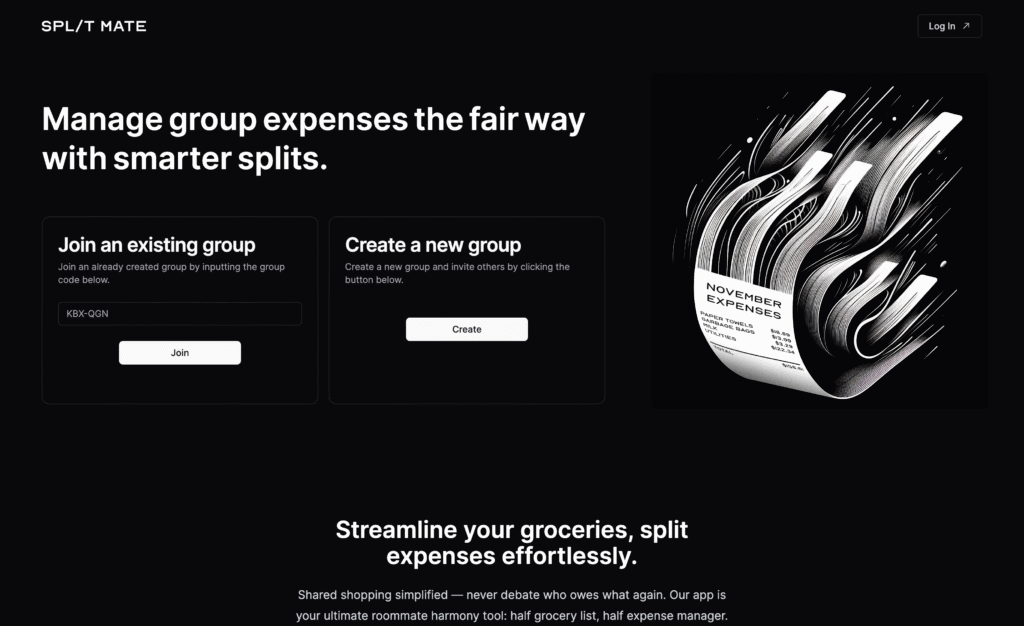 SPL/T MATE
Log In
Manage group expenses the fair way
with smarter splits.
Join an existing group
Join an already created group by inputting the group
code below.
KBX-QGN
Join
Create a new group
Create a new group and invite others by clicking the
button below.
Create
NOVEMBER
EXPENSES
PAPER TOWELS
GARBAGE BAGS $13.99
MILK $3.29
UTILITIES $122.34
TOTAL
Streamline your groceries, split
expenses effortlessly.
Shared shopping simplified — never debate who owes what again. Our app is
your ultimate roommate harmony tool: half grocery list, half expense manager.